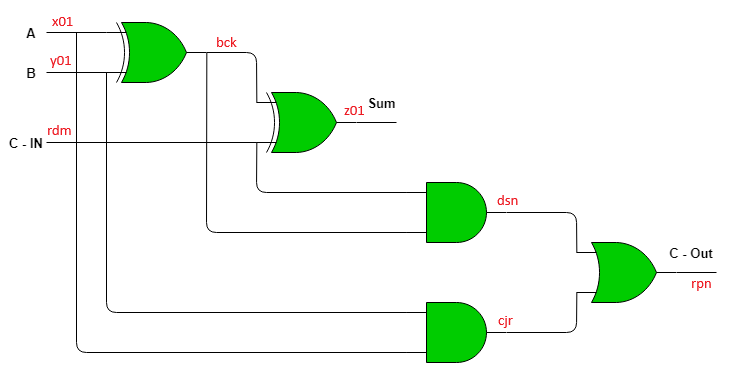 x01
A
bck
y01
B
z01 Sum
rdm
C - IN
dsn
C - Out
rpn
cjr